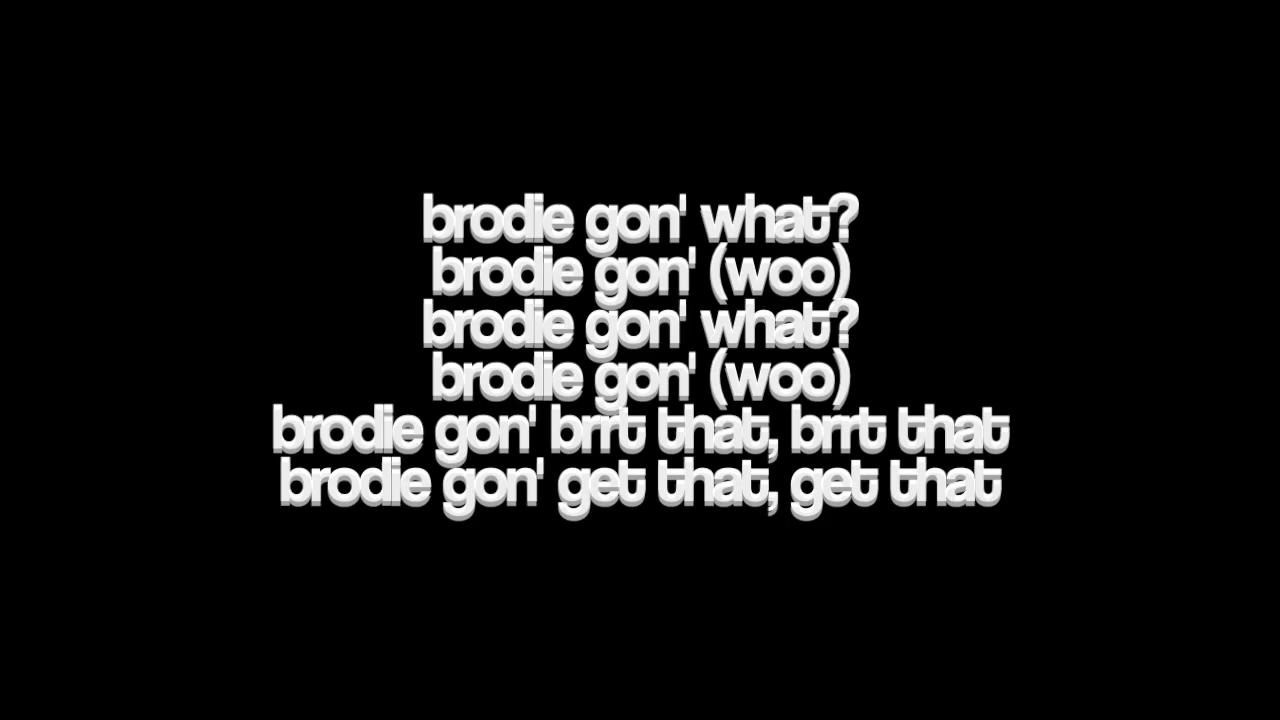 brodie gon' what?
brodie gon' (woo)
brodie gon' what?
brodie gon' (woo)
brodie gon' brrt that, brrt that
brodie gon' get that, get that